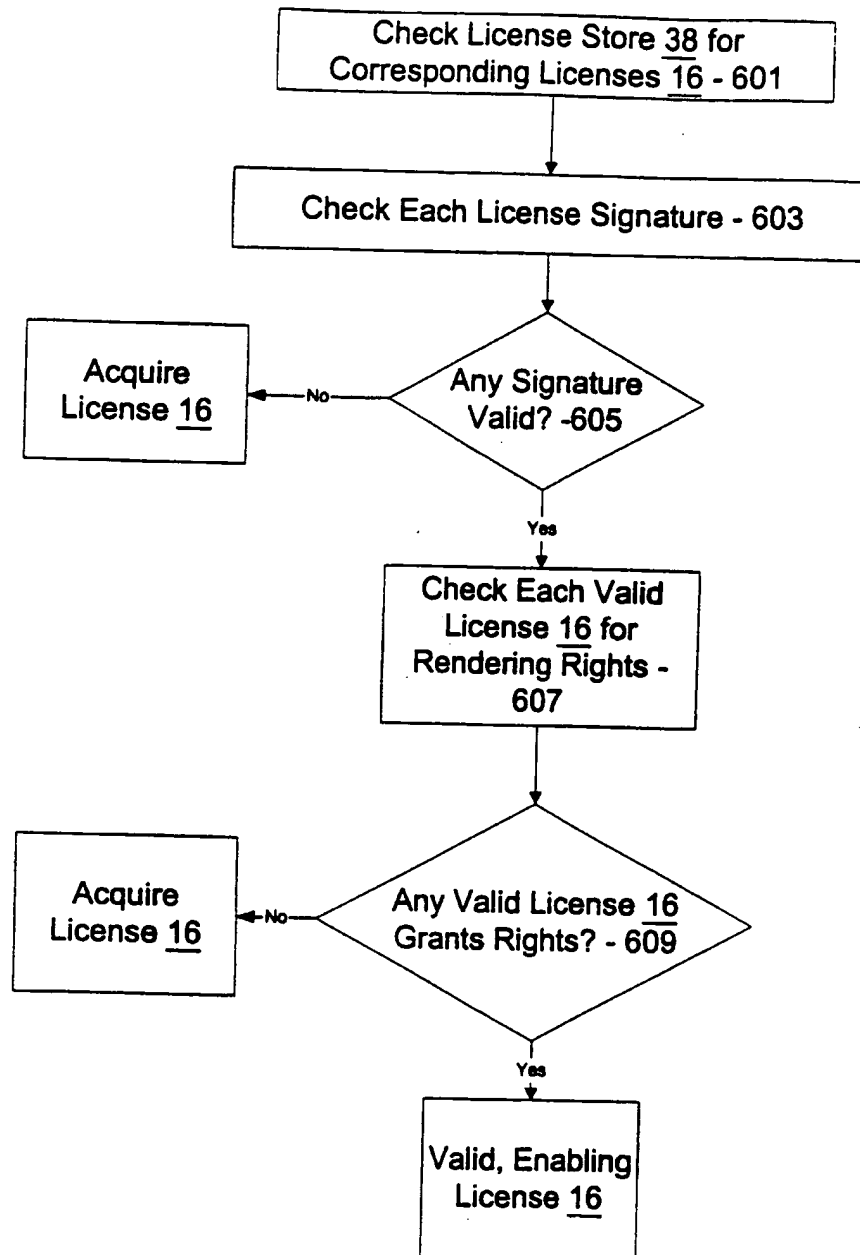 Check License Store 38 for
Corresponding Licenses 16 - 601
Check Each License Signature - 603
Acquire
License 16
No
Any Signature
Valid? -605
Yes
Check Each Valid
License 16 for
Rendering Rights -
607
Acquire
License 16
No
Any Valid License 16
Grants Rights? - 609
Yes
Valid, Enabling
License 16